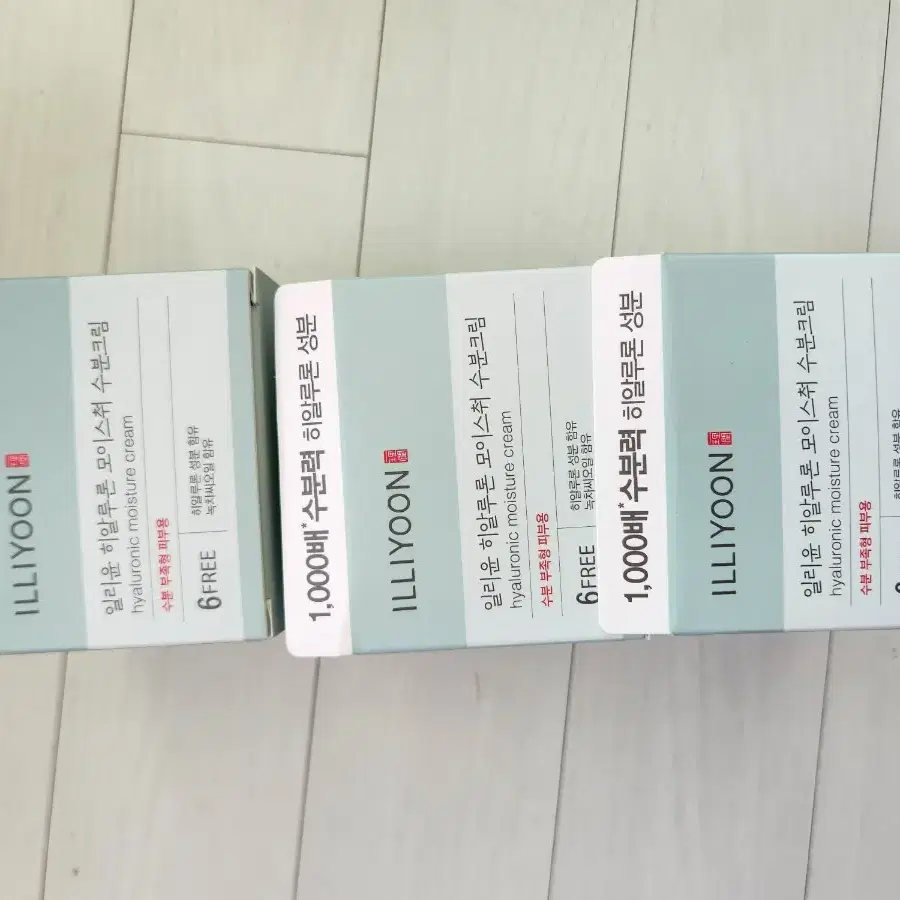 ILLIYOON
일리윤 히알루론 모이스춰 수분크림
hyaluronic moisture cream
수분 부족형 피부용
6FREE
히알루론 성분 함유
녹차씨오일 함유
1,000배* 수분력 히알루론 성분
ILLIYOON
일리윤 히알루론 모이스춰 수분크림
hyaluronic moisture cream
수분 부족형 피부용
6FREE
히알루론 성분 함유
녹차씨오일 함유
1,000배* 수분력 히알루론 성분
ILLIYOON
일리윤 히알루론 모이스춰 수분크림
hyaluronic moisture cream
수분 부족형 피부용